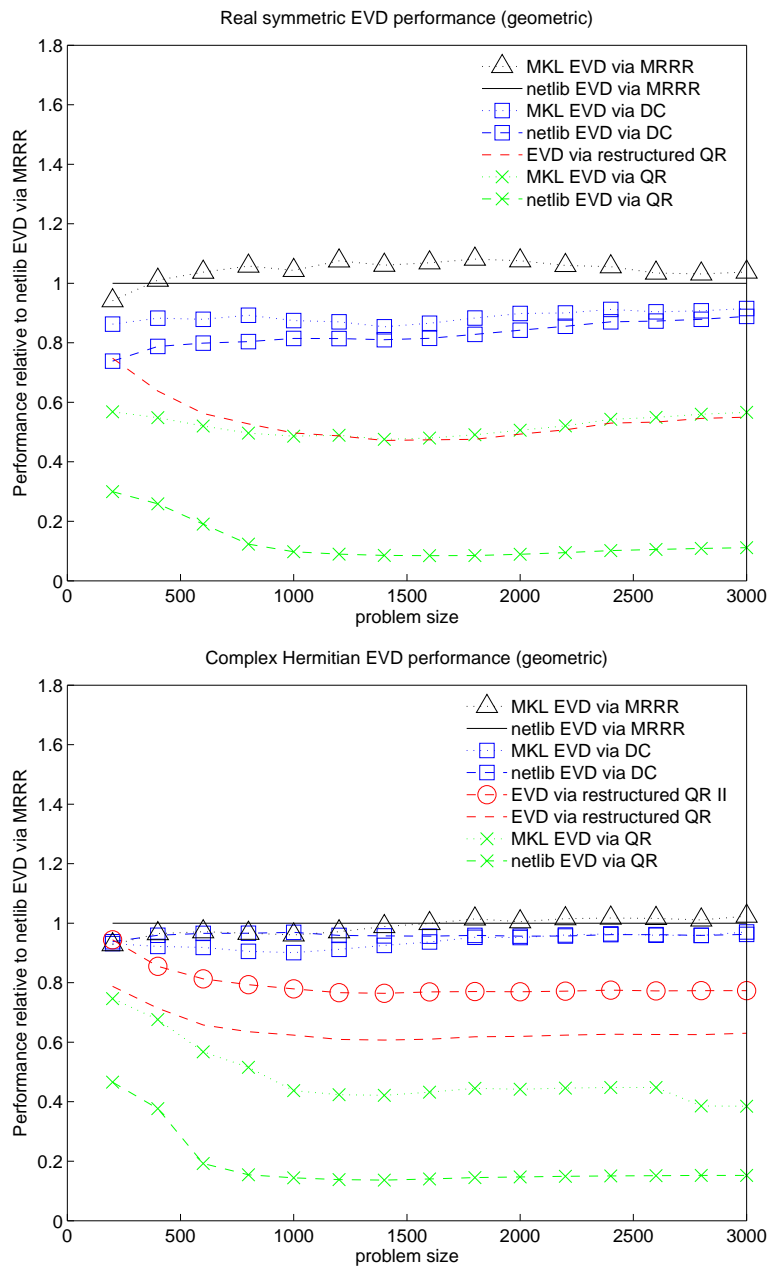 Real symmetric EVD performance (geometric)
1.8
1.6
1.4
1.2
1
0.8
0.6
0.4
0.2
0
Performance relative to netlib EVD via MRRR
MKL EVD via MRRR
netlib EVD via MRRR
MKL EVD via DC
netlib EVD via DC
EVD via restructured QR
MKL EVD via QR
netlib EVD via QR
0 500 1000 1500 2000 2500 3000
problem size
Complex Hermitian EVD performance (geometric)
1.8
1.6
1.4
1.2
1
0.8
0.6
0.4
0.2
0
Performance relative to netlib EVD via MRRR
MKL EVD via MRRR
netlib EVD via MRRR
MKL EVD via DC
netlib EVD via DC
EVD via restructured QR II
EVD via restructured QR
MKL EVD via QR
netlib EVD via QR
0 500 1000 1500 2000 2500 3000
problem size